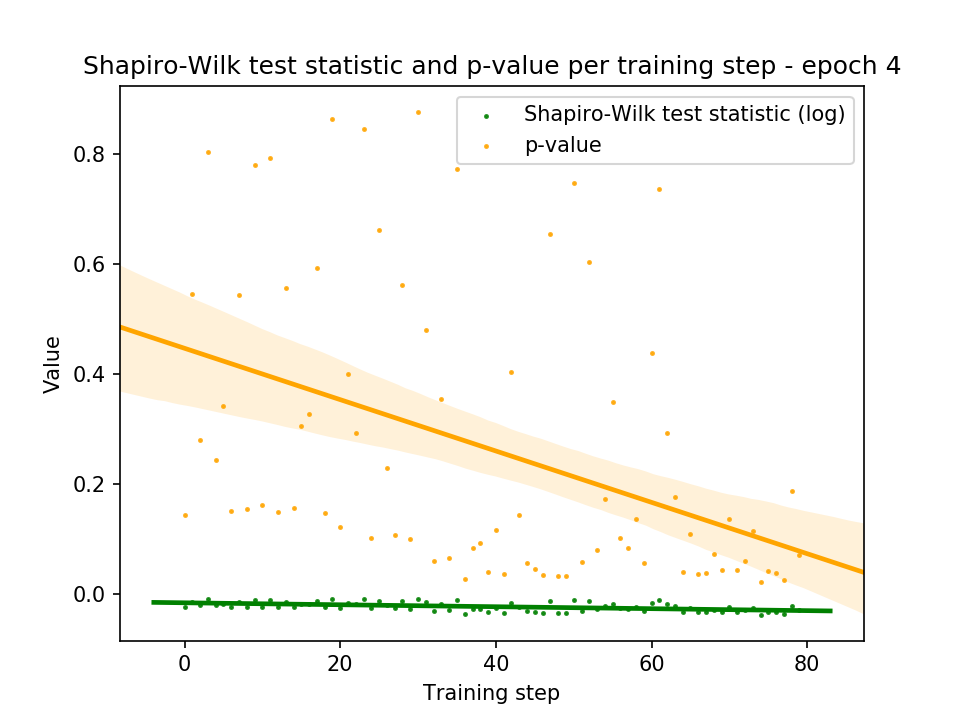 Shapiro-Wilk test statistic and p-value per training step - epoch 4
Shapiro-Wilk test statistic (log)
p-value
Value
0.8
0.6
0.4
0.2
0.0
0 20 40 60 80
Training step